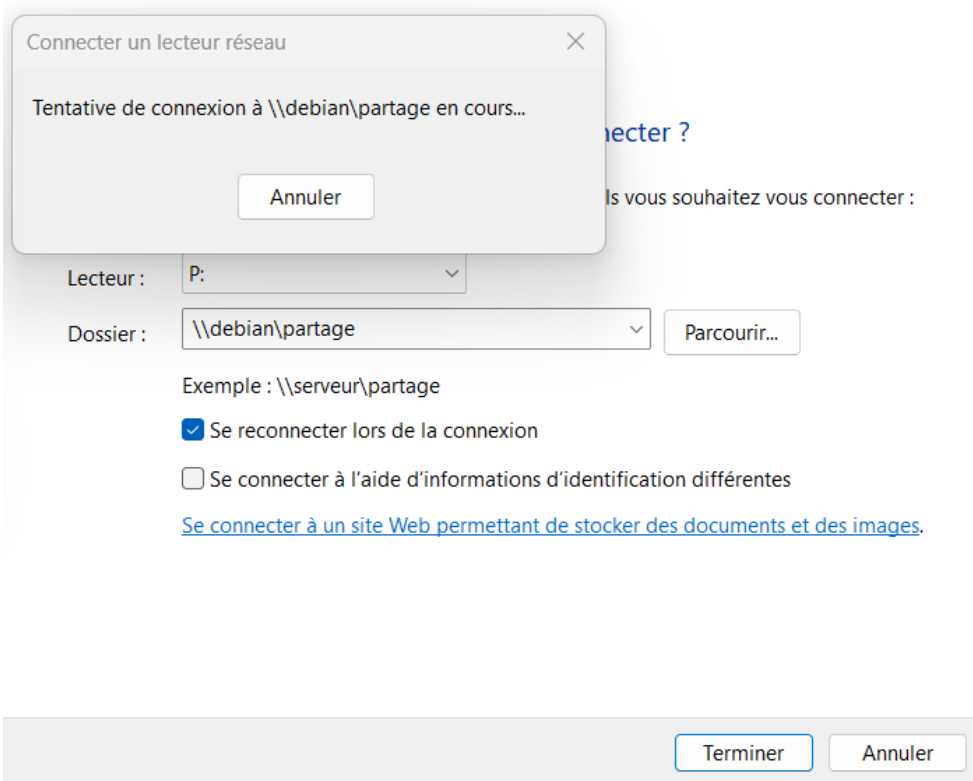 Connecter un lecteur réseau
Tentative de connexion à \\debian\partage en cours...
Annuler
necter ?
ls vous souhaitez vous connecter :
Lecteur :
P:
Dossier :
\\debian\partage
Parcourir...
Exemple : \\serveur\partage
Se reconnecter lors de la connexion
Se connecter à l'aide d'informations d'identification différentes
Se connecter à un site Web permettant de stocker des documents et des images.
Terminer
Annuler